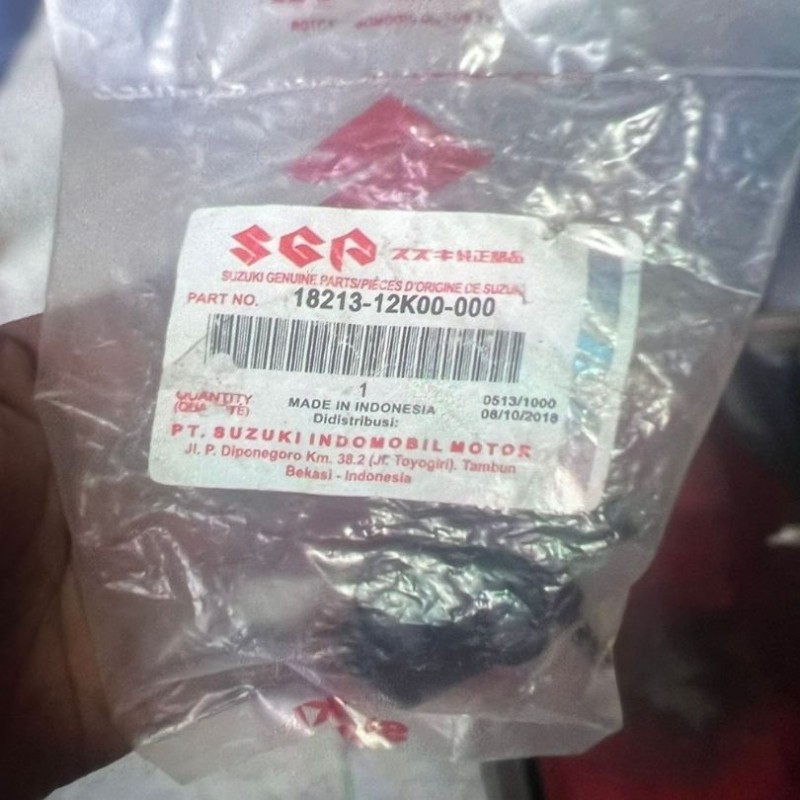 SGP スズキ純正部品
SUZUKI GENUINE PARTS/PIÈCES D'ORIGINE DE SUZUKI
PART NO. 18213-12K00-000
1
QUANTITY MADE IN INDONESIA 0513/1000
Didistribusi: 08/10/2018
PT. SUZUKI INDOMOBIL MOTOR
Jl. P. Diponegoro Km. 38.2 (Jl. Toyogiri). Tambun
Bekasi - Indonesia